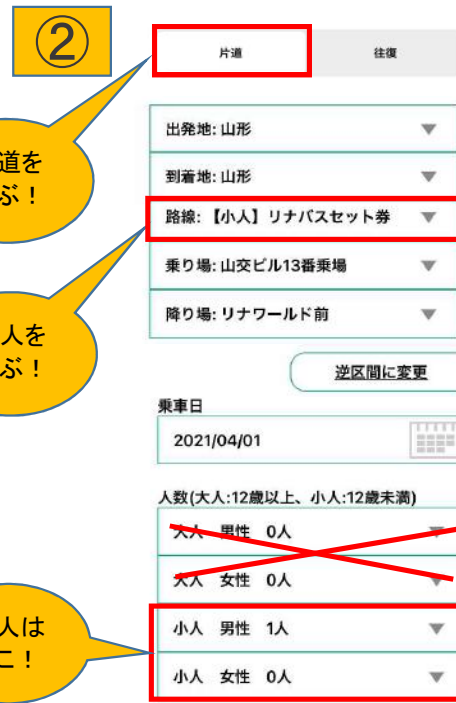 ②
片道
往復
道を
ぶ！
出発地: 山形
到着地: 山形
路線: 【小人】リナバスセット券
乗り場: 山交ビル13番乗場
降り場: リナワールド前
人を
ぶ！
逆区間に変更
乗車日
2021/04/01
人数(大人:12歳以上、小人:12歳未満)
大人 男性 0人
大人 女性 0人
人は
こ！
小人 男性 1人
小人 女性 0人